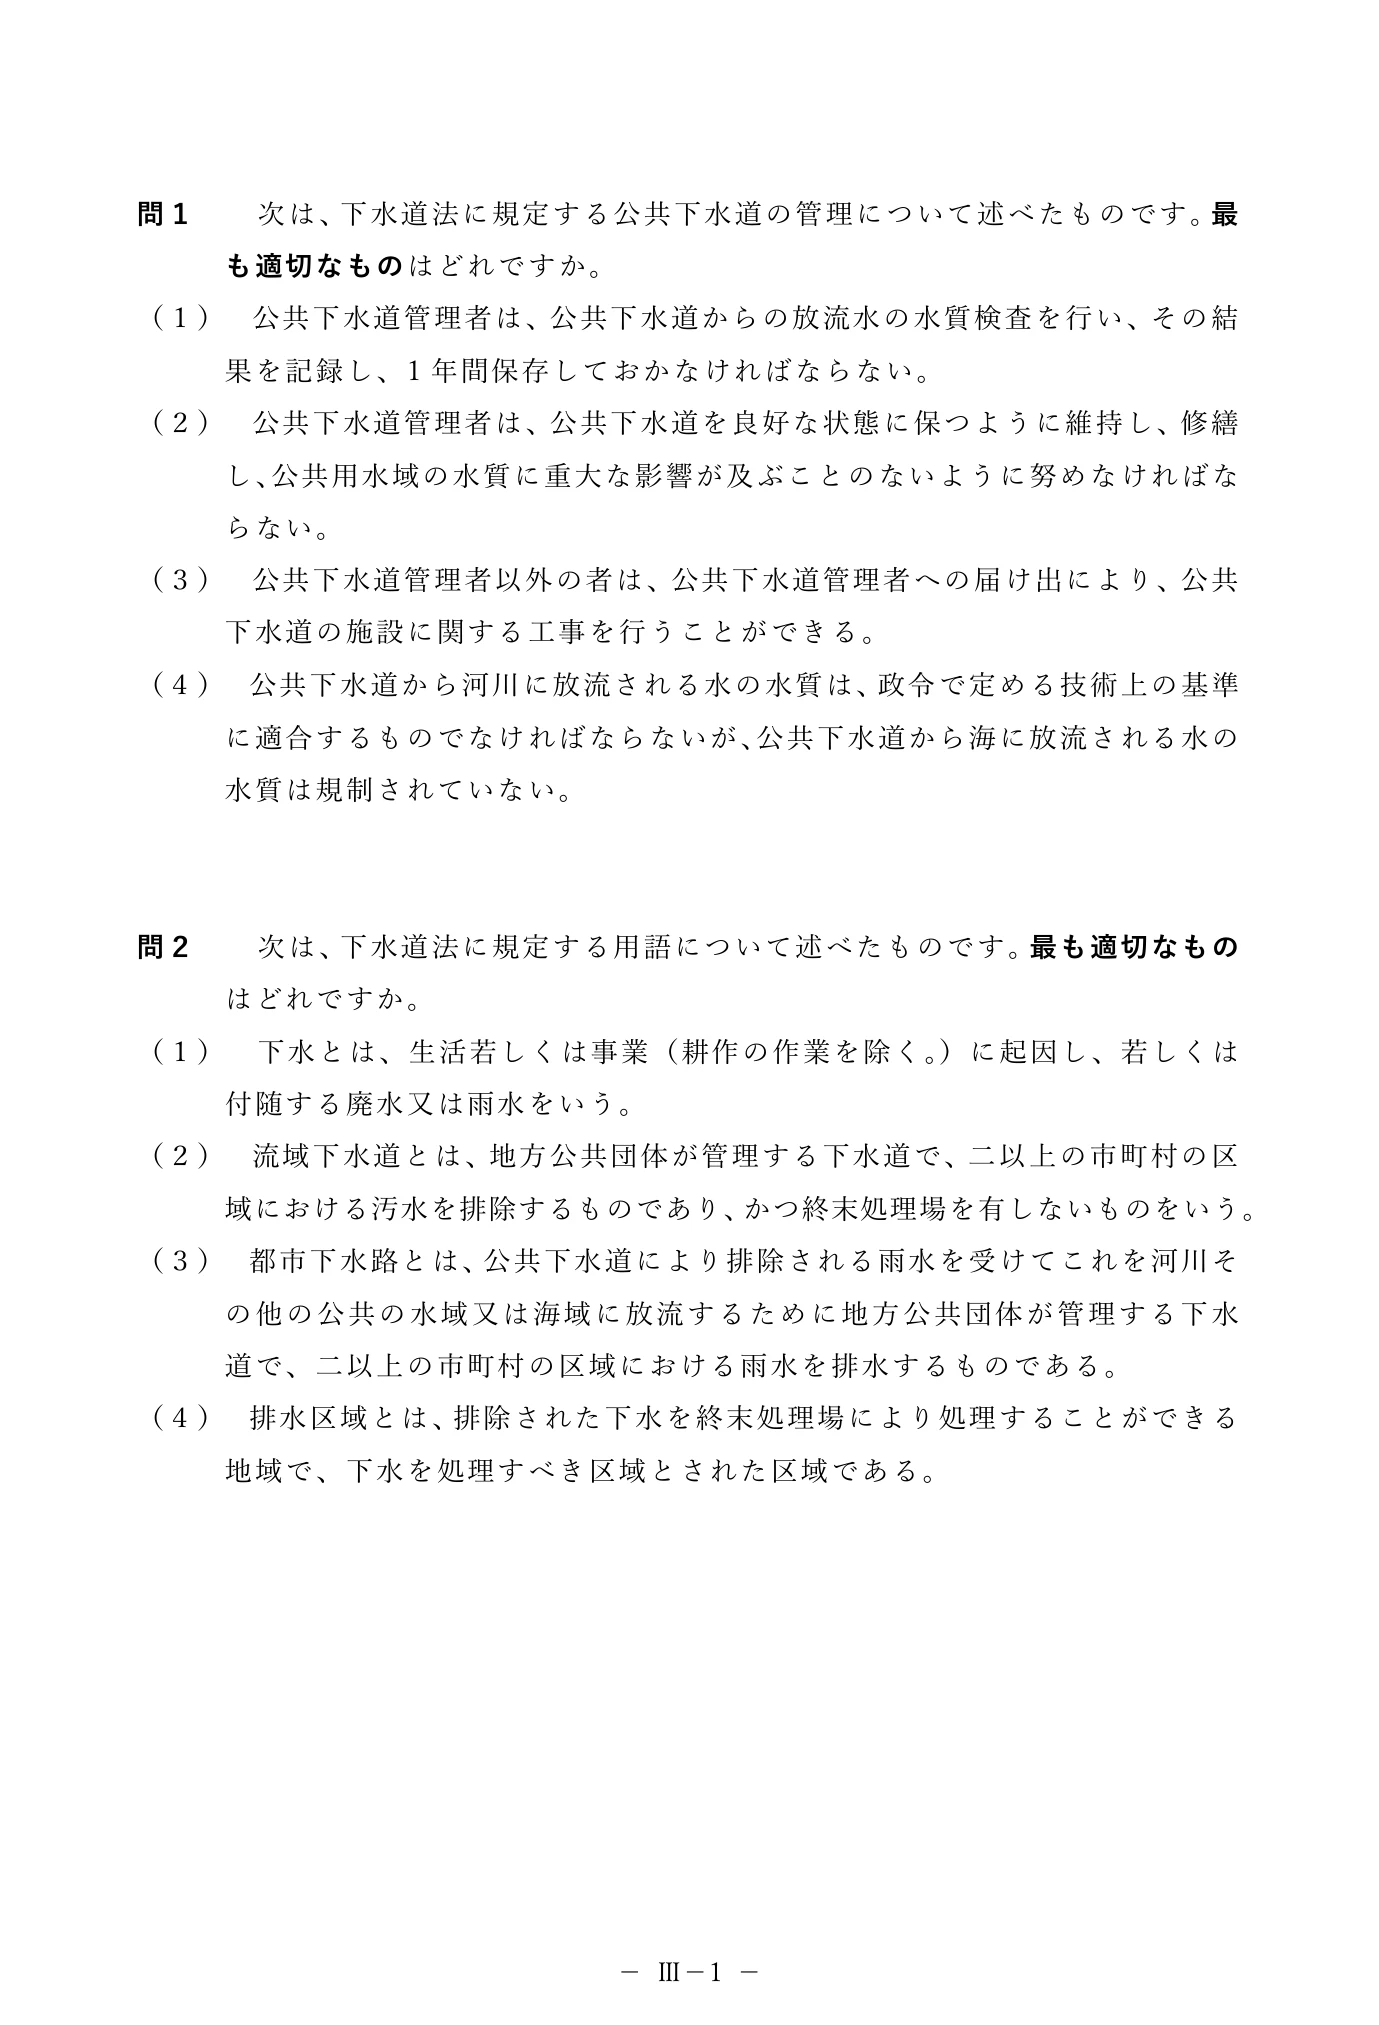 問1　次は、下水道法に規定する公共下水道の管理について述べたものです。最
も適切なものはどれですか。
（1）　公共下水道管理者は、公共下水道からの放流水の水質検査を行い、その結
果を記録し、1年間保存しておかなければならない。
（2）　公共下水道管理者は、公共下水道を良好な状態に保つように維持し、修繕
し、公共用水域の水質に重大な影響が及ぶことのないように努めなければな
らない。
（3）　公共下水道管理者以外の者は、公共下水道管理者への届け出により、公共
下水道の施設に関する工事を行うことができる。
（4）　公共下水道から河川に放流される水の水質は、政令で定める技術上の基準
に適合するものでなければならないが、公共下水道から海に放流される水の
水質は規制されていない。
問2　次は、下水道法に規定する用語について述べたものです。最も適切なもの
はどれですか。
（1）　下水とは、生活若しくは事業（耕作の作業を除く。）に起因し、若しくは
付随する廃水又は雨水をいう。
（2）　流域下水道とは、地方公共団体が管理する下水道で、二以上の市町村の区
域における汚水を排除するものであり、かつ終末処理場を有しないものをいう。
（3）　都市下水路とは、公共下水道により排除される雨水を受けてこれを河川そ
の他の公共の水域又は海域に放流するために地方公共団体が管理する下水
道で、二以上の市町村の区域における雨水を排水するものである。
（4）　排水区域とは、排除された下水を終末処理場により処理することができる
地域で、下水を処理すべき区域とされた区域である。
－ Ⅲ－1 －